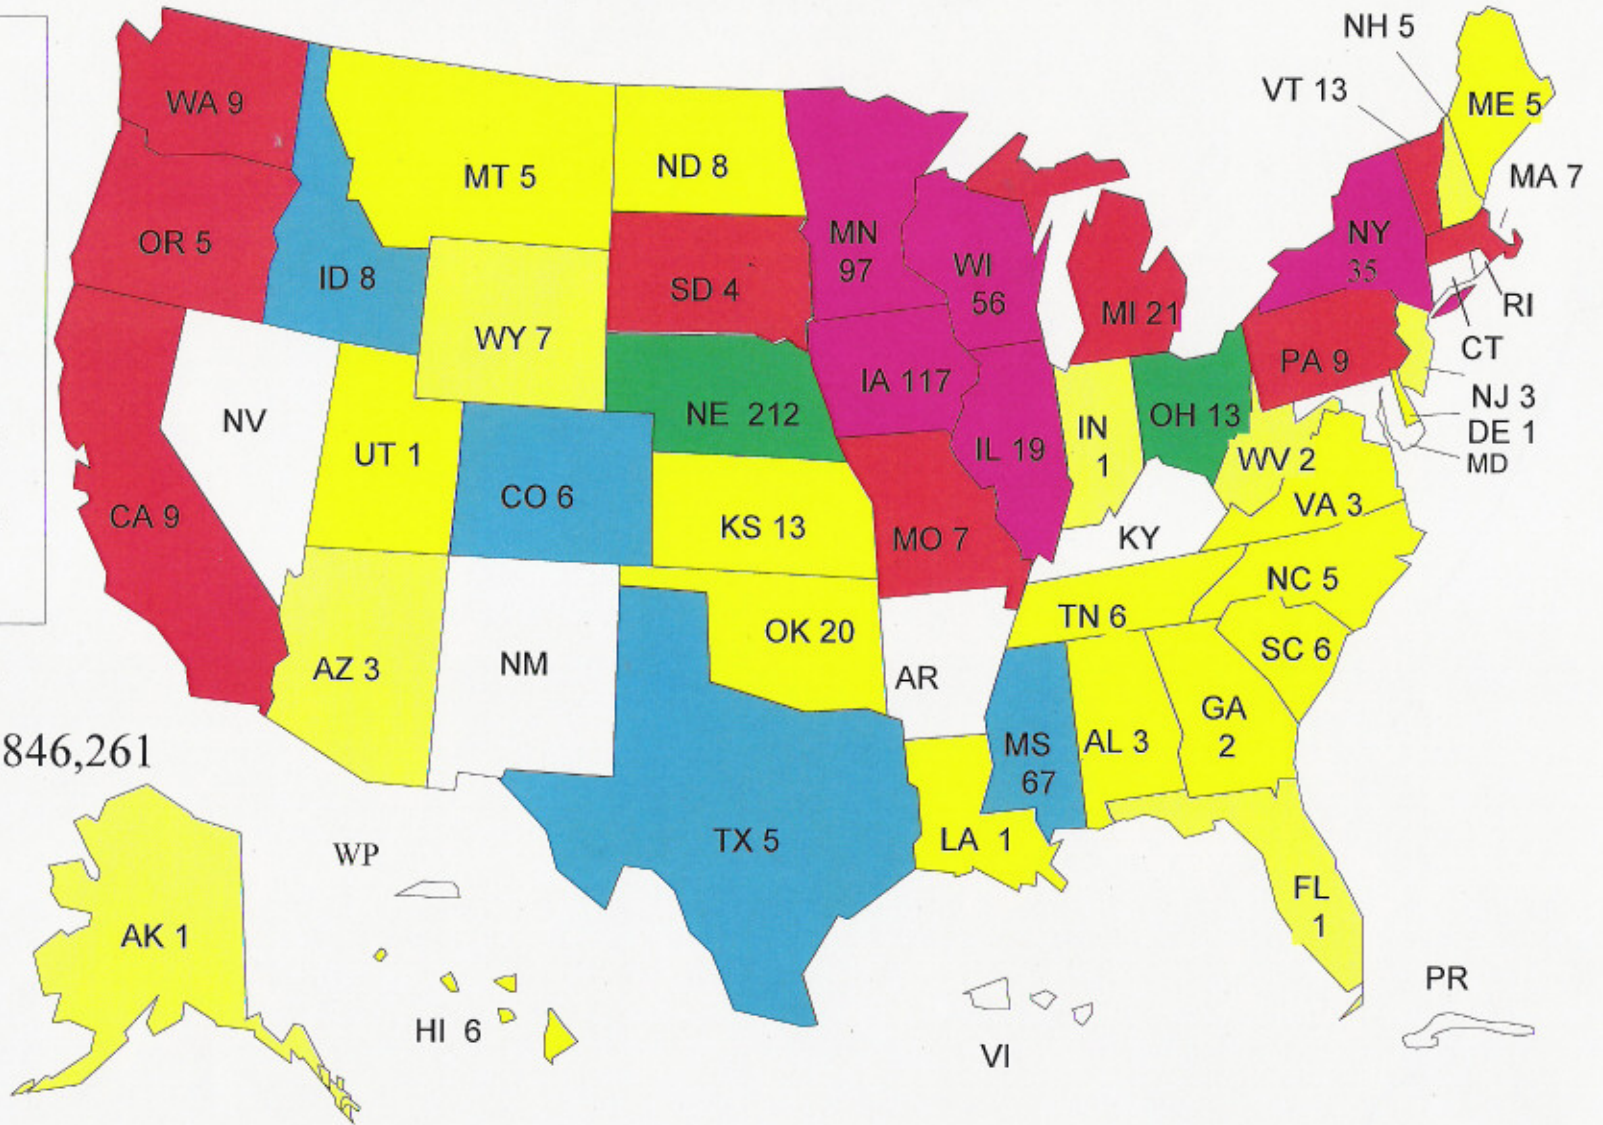 NH 5
VT 13
WA 9
ME 5
MT 5
ND 8
MA 7
OR 5
MN
97
NY
35
ID 8
SD 4
WI
56
MI 21
RI
WY 7
CT
PA 9
IA 117
NJ 3
NE 212
OH 13
DE 1
NV
UT 1
IN
1
IL 19
WV 2
MD
CO 6
VA 3
CA 9
KS 13
MO 7
KY
NC 5
TN 6
OK 20
SC 6
AZ 3
NM
AR
GA
2
846,261
MS
67
AL 3
WP
TX 5
LA 1
FL
1
AK 1
PR
HI 6
VI